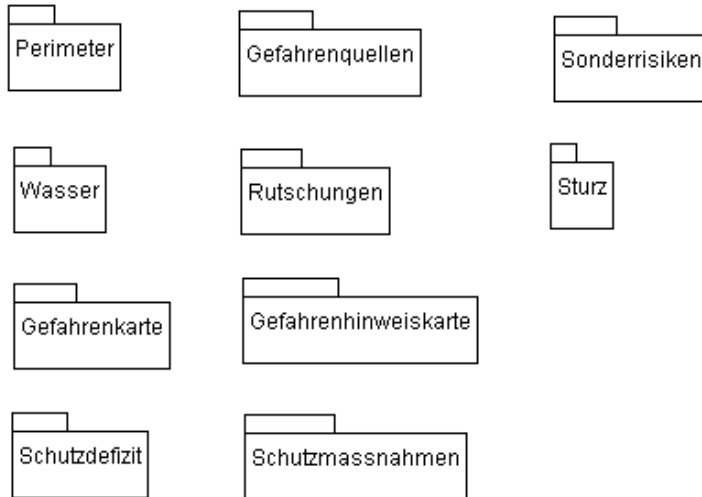 Perimeter
Gefahrenquellen
Sonderrisiken
Wasser
Rutschungen
Sturz
Gefahrenkarte
Gefahrenhinweiskarte
Schutzdefizit
Schutzmassnahmen